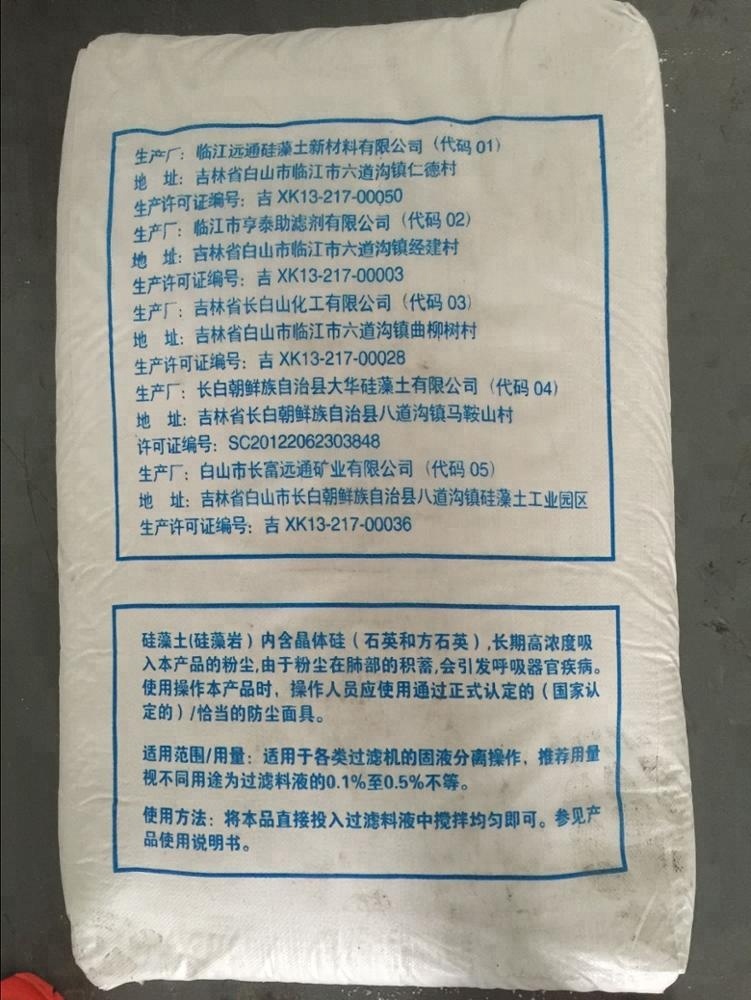 生产厂：临江远通硅藻土新材料有限公司（代码 01）
地 址：吉林省白山市临江市六道沟镇仁德村
生产许可证编号：吉 XK13-217-00050
生产厂：临江市亨泰助滤剂有限公司（代码 02）
地 址：吉林省白山市临江市六道沟镇经建村
生产许可证编号：吉 XK13-217-00003
生产厂：吉林省长白山化工有限公司（代码 03）
地 址：吉林省白山市临江市六道沟镇曲柳树村
生产许可证编号：吉 XK13-217-00028
生产厂：长白朝鲜族自治县大华硅藻土有限公司（代码 04）
地 址：吉林省长白朝鲜族自治县八道沟镇马鞍山村
许可证编号：SC20122062303848
生产厂：白山市长富远通矿业有限公司（代码 05）
地 址：吉林省白山市长白朝鲜族自治县八道沟镇硅藻土工业园区
生产许可证编号：吉 XK13-217-00036
硅藻土(硅藻岩）内含晶体硅（石英和方石英）,长期高浓度吸
入本产品的粉尘,由于粉尘在肺部的积蓄,会引发呼吸器官疾病。
使用操作本产品时，操作人员应使用通过正式认定的（国家认
定的）/恰当的防尘面具。
适用范围/用量：适用于各类过滤机的固液分离操作，推荐用量
视不同用途为过滤料液的0.1%至0.5%不等。
使用方法：将本品直接投入过滤料液中搅拌均匀即可。参见产
品使用说明书。